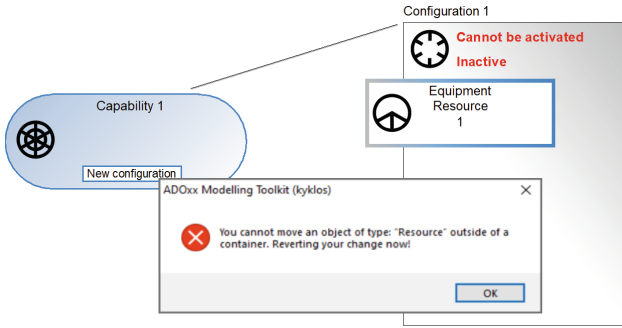 Configuration 1
Cannot be activated
Inactive
Equipment
Resource
1
Capability 1
New configuration
ADOxx Modelling Toolkit (kyklos)
You cannot move an object of type: "Resource" outside of a
container. Reverting your change now!
OK